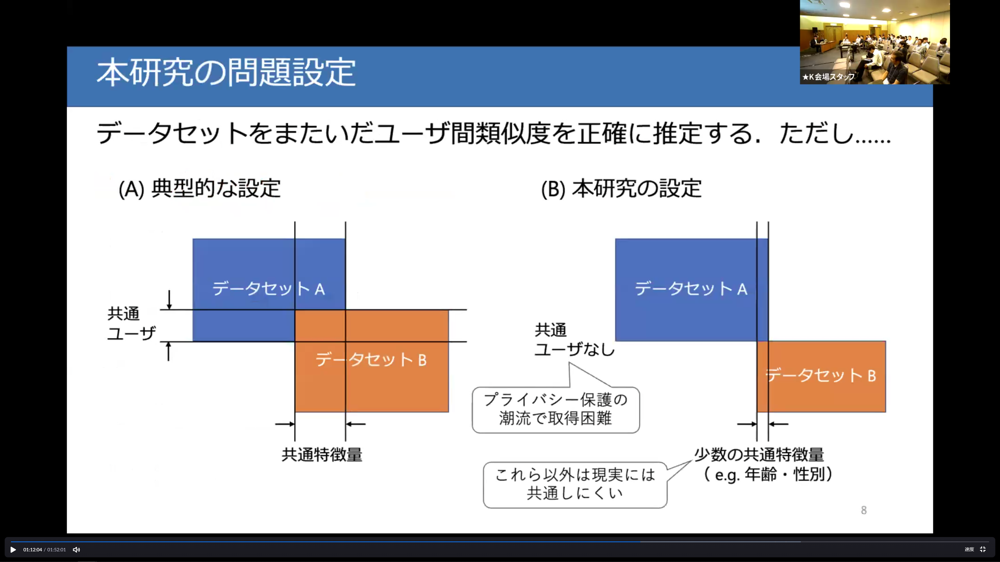 ★K会場スタッフ
本研究の問題設定
データセットをまたいだユーザ間類似度を正確に推定する．ただし……
(A) 典型的な設定
データセット A
共通
ユーザ
データセット B
共通特徴量
(B) 本研究の設定
データセット A
共通
ユーザなし
データセット B
プライバシー保護の
潮流で取得困難
少数の共通特徴量
（ e.g. 年齢・性別）
これら以外は現実には
共通しにくい
8
01:12:04 / 01:52:01
速度